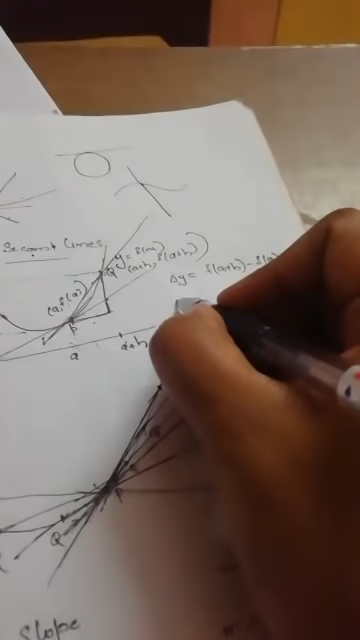 Secant lines
y = f(x)
Q (a+h, f(a+h))
(a, f(a))
Δy = f(a+h) - f(a)
P
a
a+h
Q
P
Q
Slope